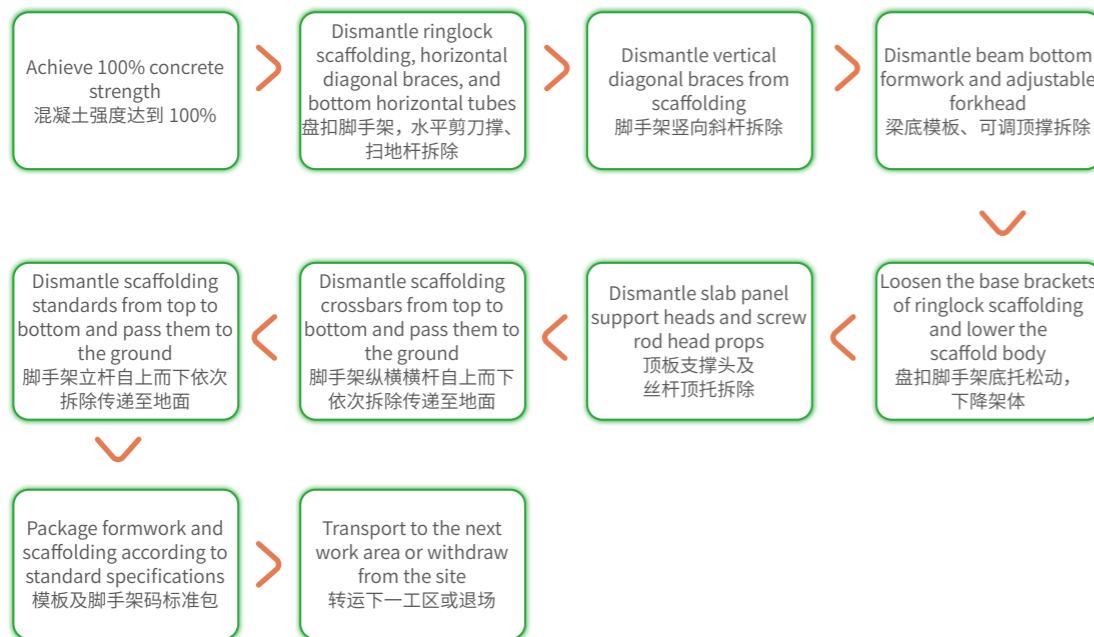 Achieve 100% concrete
strength
混凝土强度达到 100%
Dismantle ringlock
scaffolding, horizontal
diagonal braces, and
bottom horizontal tubes
盘扣脚手架，水平剪刀撑、
扫地杆拆除
Dismantle vertical
diagonal braces from
scaffolding
脚手架竖向斜杆拆除
Dismantle beam bottom
formwork and adjustable
forkhead
梁底模板、可调顶撑拆除
Loosen the base brackets
of ringlock scaffolding
and lower the
scaffold body
盘扣脚手架底托松动，
下降架体
Dismantle slab panel
support heads and screw
rod head props
顶板支撑头及
丝杆顶托拆除
Dismantle scaffolding
crossbars from top to
bottom and pass them to
the ground
脚手架纵横横杆自上而下
依次拆除传递至地面
Dismantle scaffolding
standards from top to
bottom and pass them to
the ground
脚手架立杆自上而下依次
拆除传递至地面
Package formwork and
scaffolding according to
standard specifications
模板及脚手架码标准包
Transport to the next
work area or withdraw
from the site
转运下一工区或退场